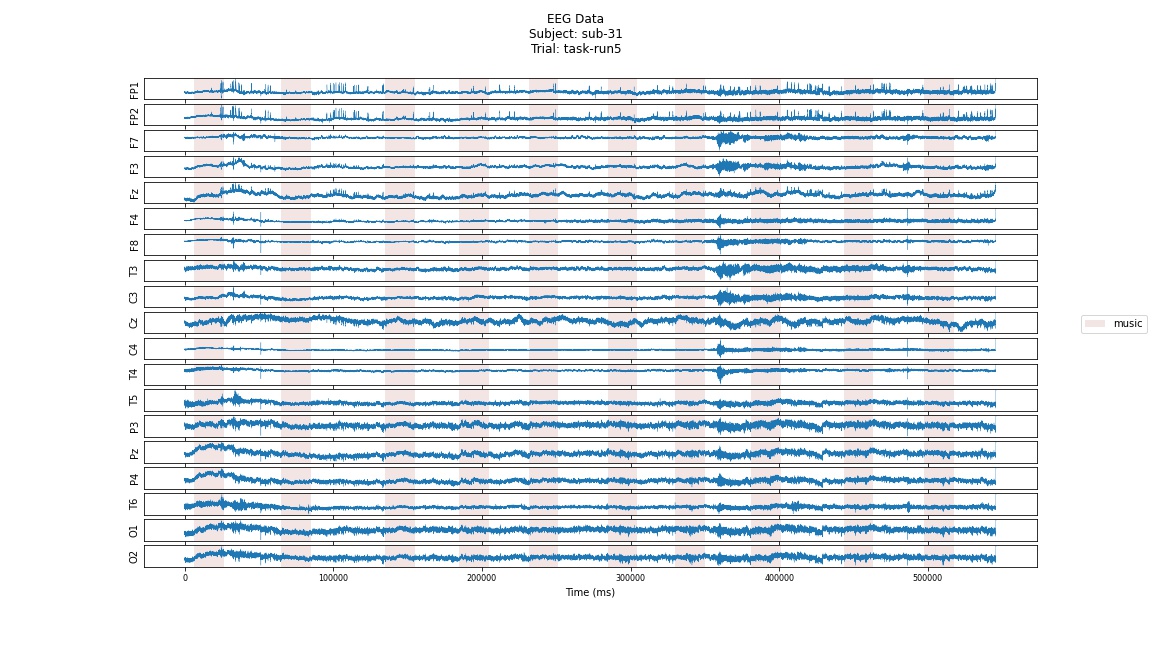 EEG Data
Subject: sub-31
Trial: task-run5
FP1
FP2
F7
F3
Fz
F4
F8
T3
C3
Cz
C4
T4
T5
P3
Pz
P4
T6
O1
O2
music
0 100000 200000 300000 400000 500000
Time (ms)